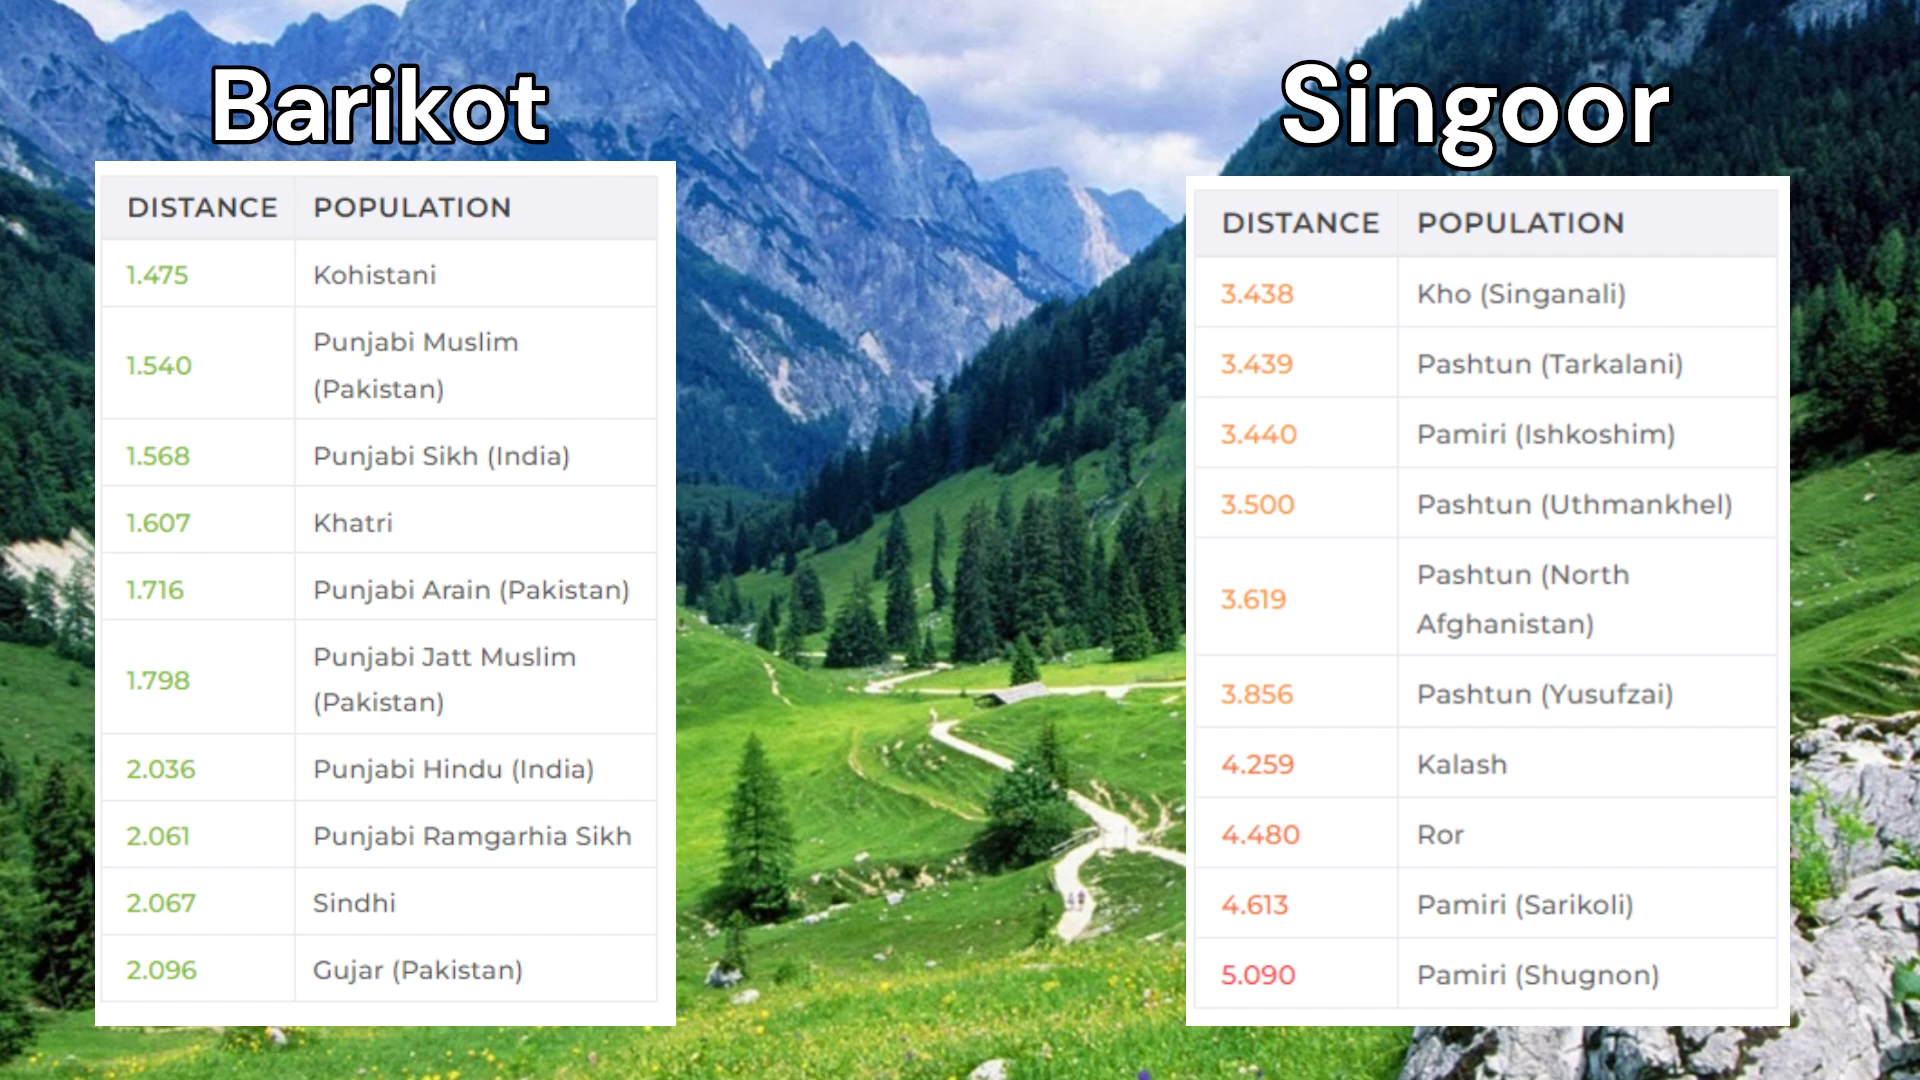 Barikot
DISTANCE POPULATION
1.475 Kohistani
1.540 Punjabi Muslim
(Pakistan)
1.568 Punjabi Sikh (India)
1.607 Khatri
1.716 Punjabi Arain (Pakistan)
1.798 Punjabi Jatt Muslim
(Pakistan)
2.036 Punjabi Hindu (India)
2.061 Punjabi Ramgarhia Sikh
2.067 Sindhi
2.096 Gujar (Pakistan)
Singoor
DISTANCE POPULATION
3.438 Kho (Singanali)
3.439 Pashtun (Tarkalani)
3.440 Pamiri (Ishkoshim)
3.500 Pashtun (Uthmankhel)
3.619 Pashtun (North
Afghanistan)
3.856 Pashtun (Yusufzai)
4.259 Kalash
4.480 Ror
4.613 Pamiri (Sarikoli)
5.090 Pamiri (Shugnon)